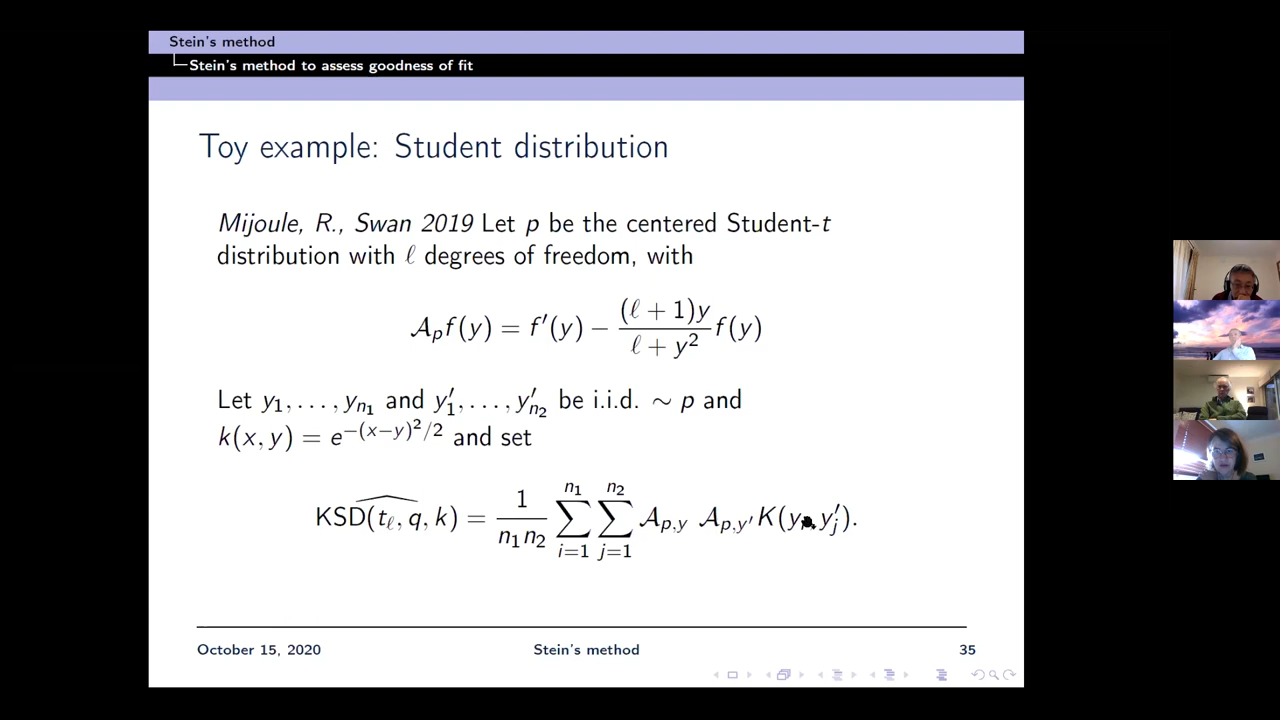 Stein's method
Stein's method to assess goodness of fit
Toy example: Student distribution
Mijoule, R., Swan 2019 Let p be the centered Student-t
distribution with ℓ degrees of freedom, with
𝒜_p f(y) = f′(y) − (ℓ + 1)y / (ℓ + y²) f(y)
Let y₁, . . . , y_{n₁} and y′₁, . . . , y′_{n₂} be i.i.d. ∼ p and
k(x, y) = e^{−(x−y)²/2} and set
KSD(t_ℓ, q, k)^ = 1/(n₁n₂) ∑_{i=1}^{n₁} ∑_{j=1}^{n₂} 𝒜_{p,y} 𝒜_{p,y′} K(y, y′_j).
October 15, 2020 Stein's method 35